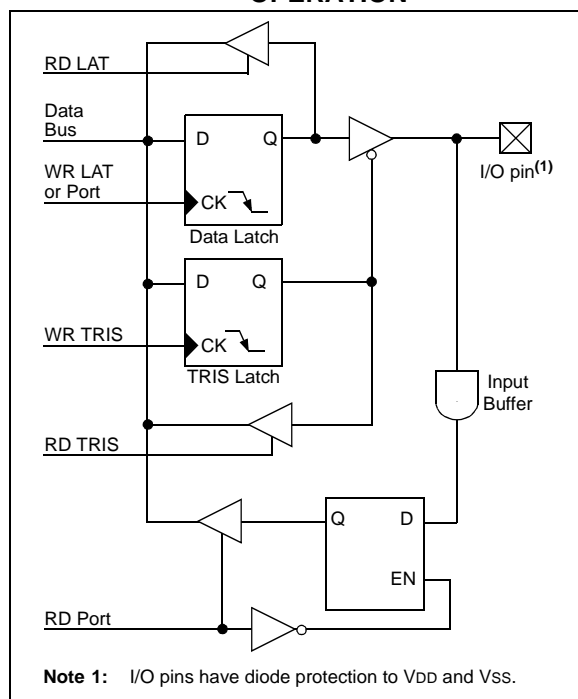 OPERATION
RD LAT
Data
Bus
D Q
I/O pin(1)
WR LAT
or Port
CK
Data Latch
D Q
WR TRIS
CK
TRIS Latch
Input
Buffer
RD TRIS
Q D
EN
RD Port
Note 1: I/O pins have diode protection to VDD and VSS.